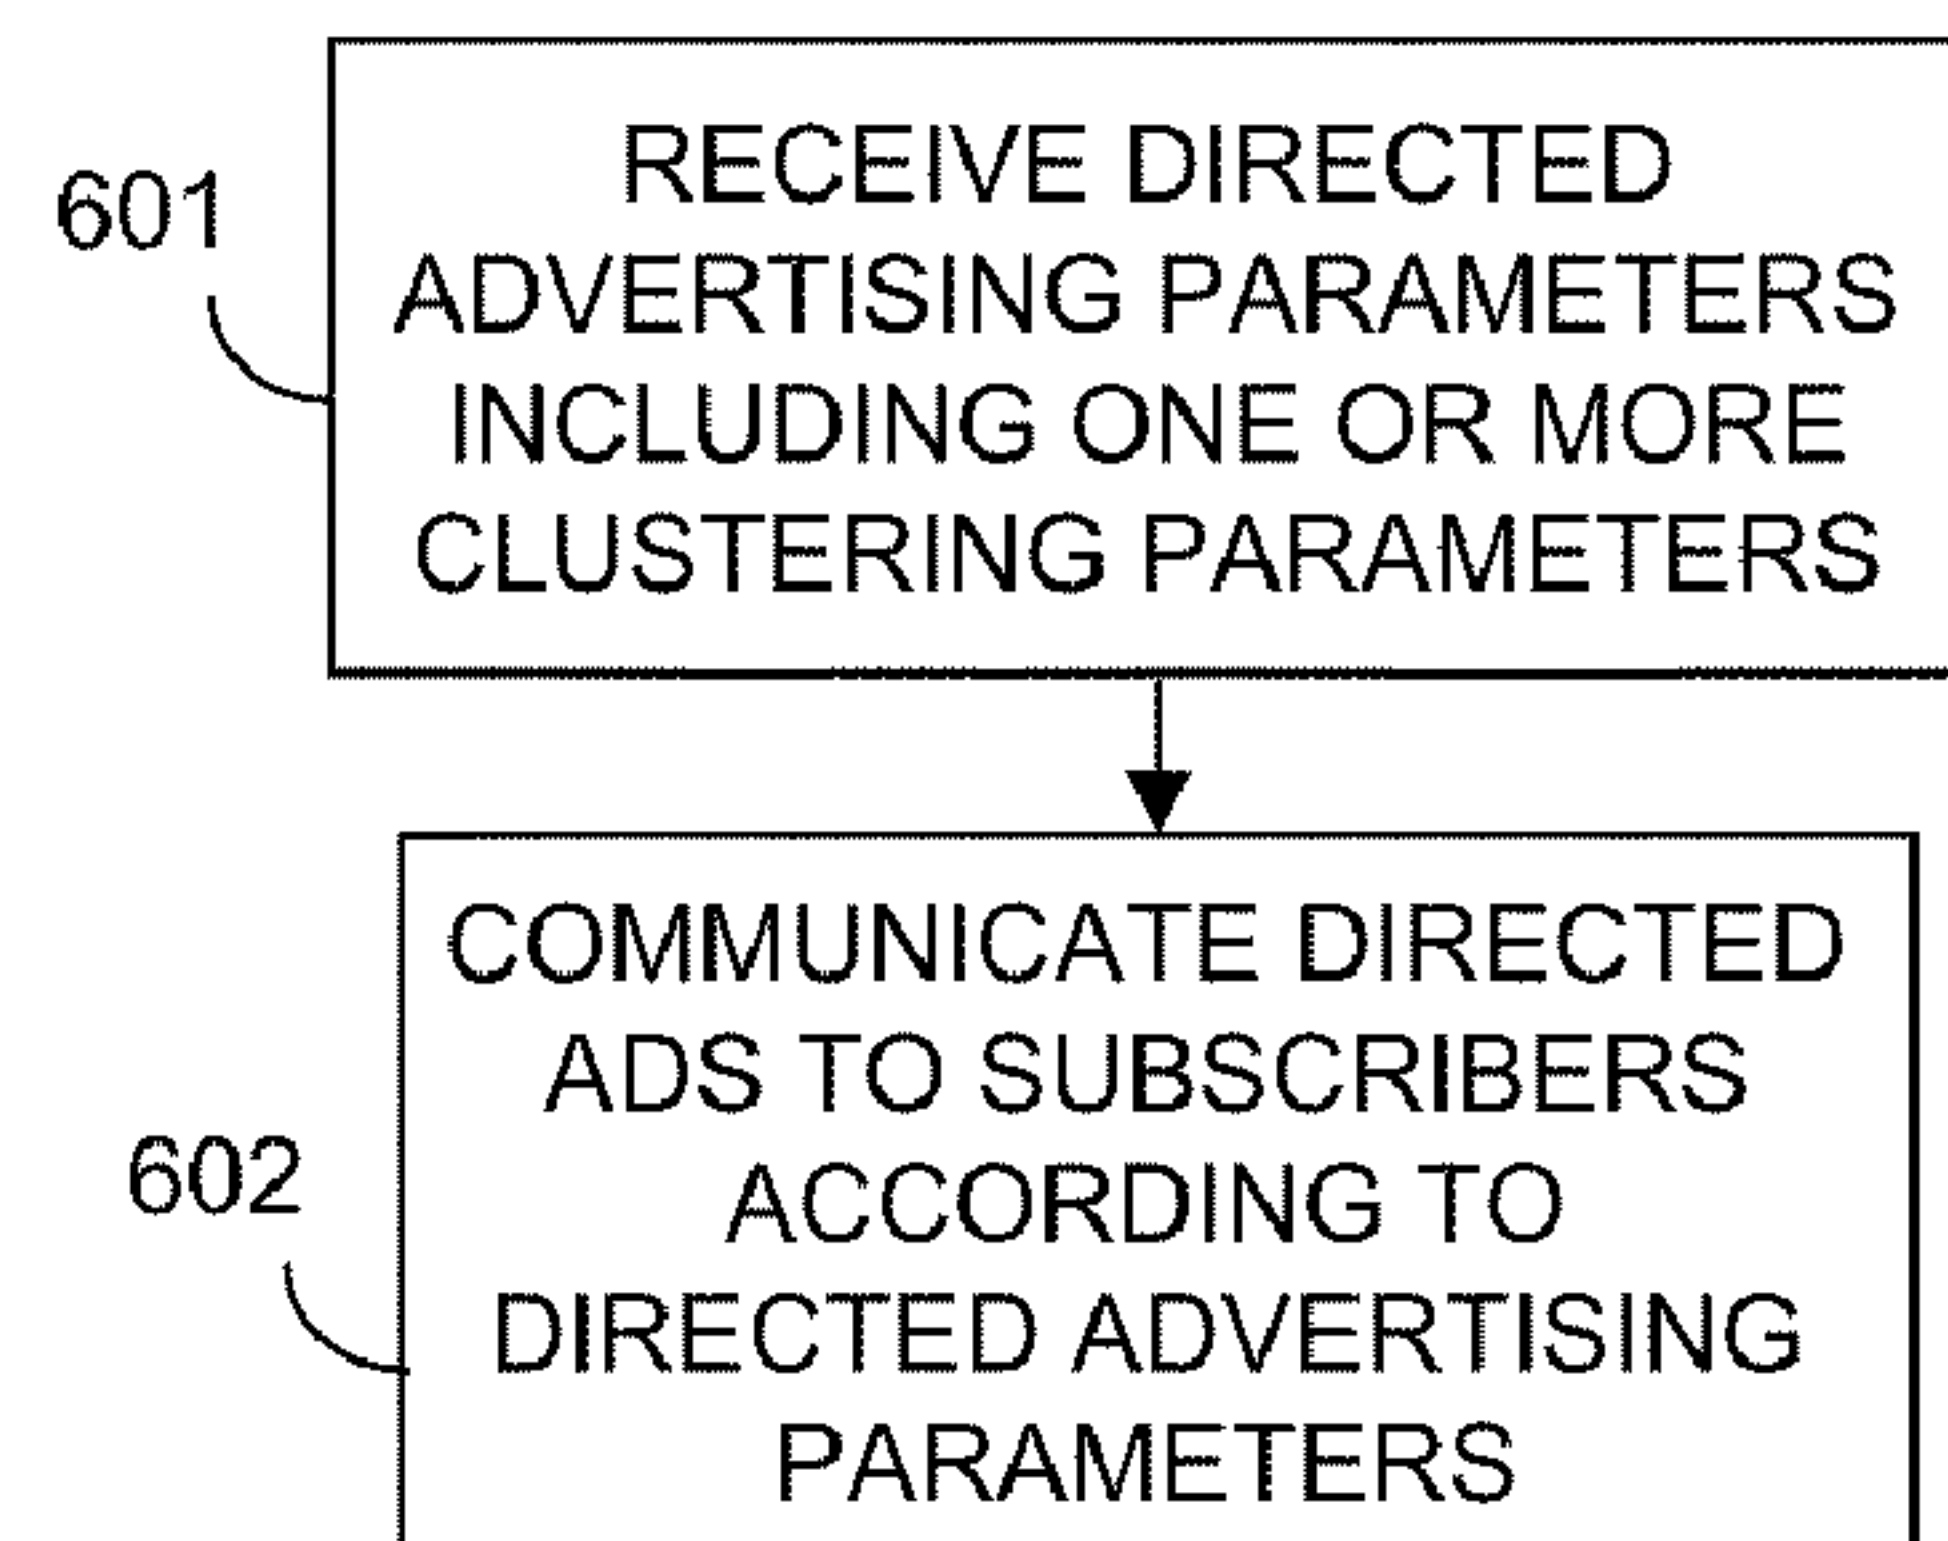 601
RECEIVE DIRECTED
ADVERTISING PARAMETERS
INCLUDING ONE OR MORE
CLUSTERING PARAMETERS
602
COMMUNICATE DIRECTED
ADS TO SUBSCRIBERS
ACCORDING TO
DIRECTED ADVERTISING
PARAMETERS